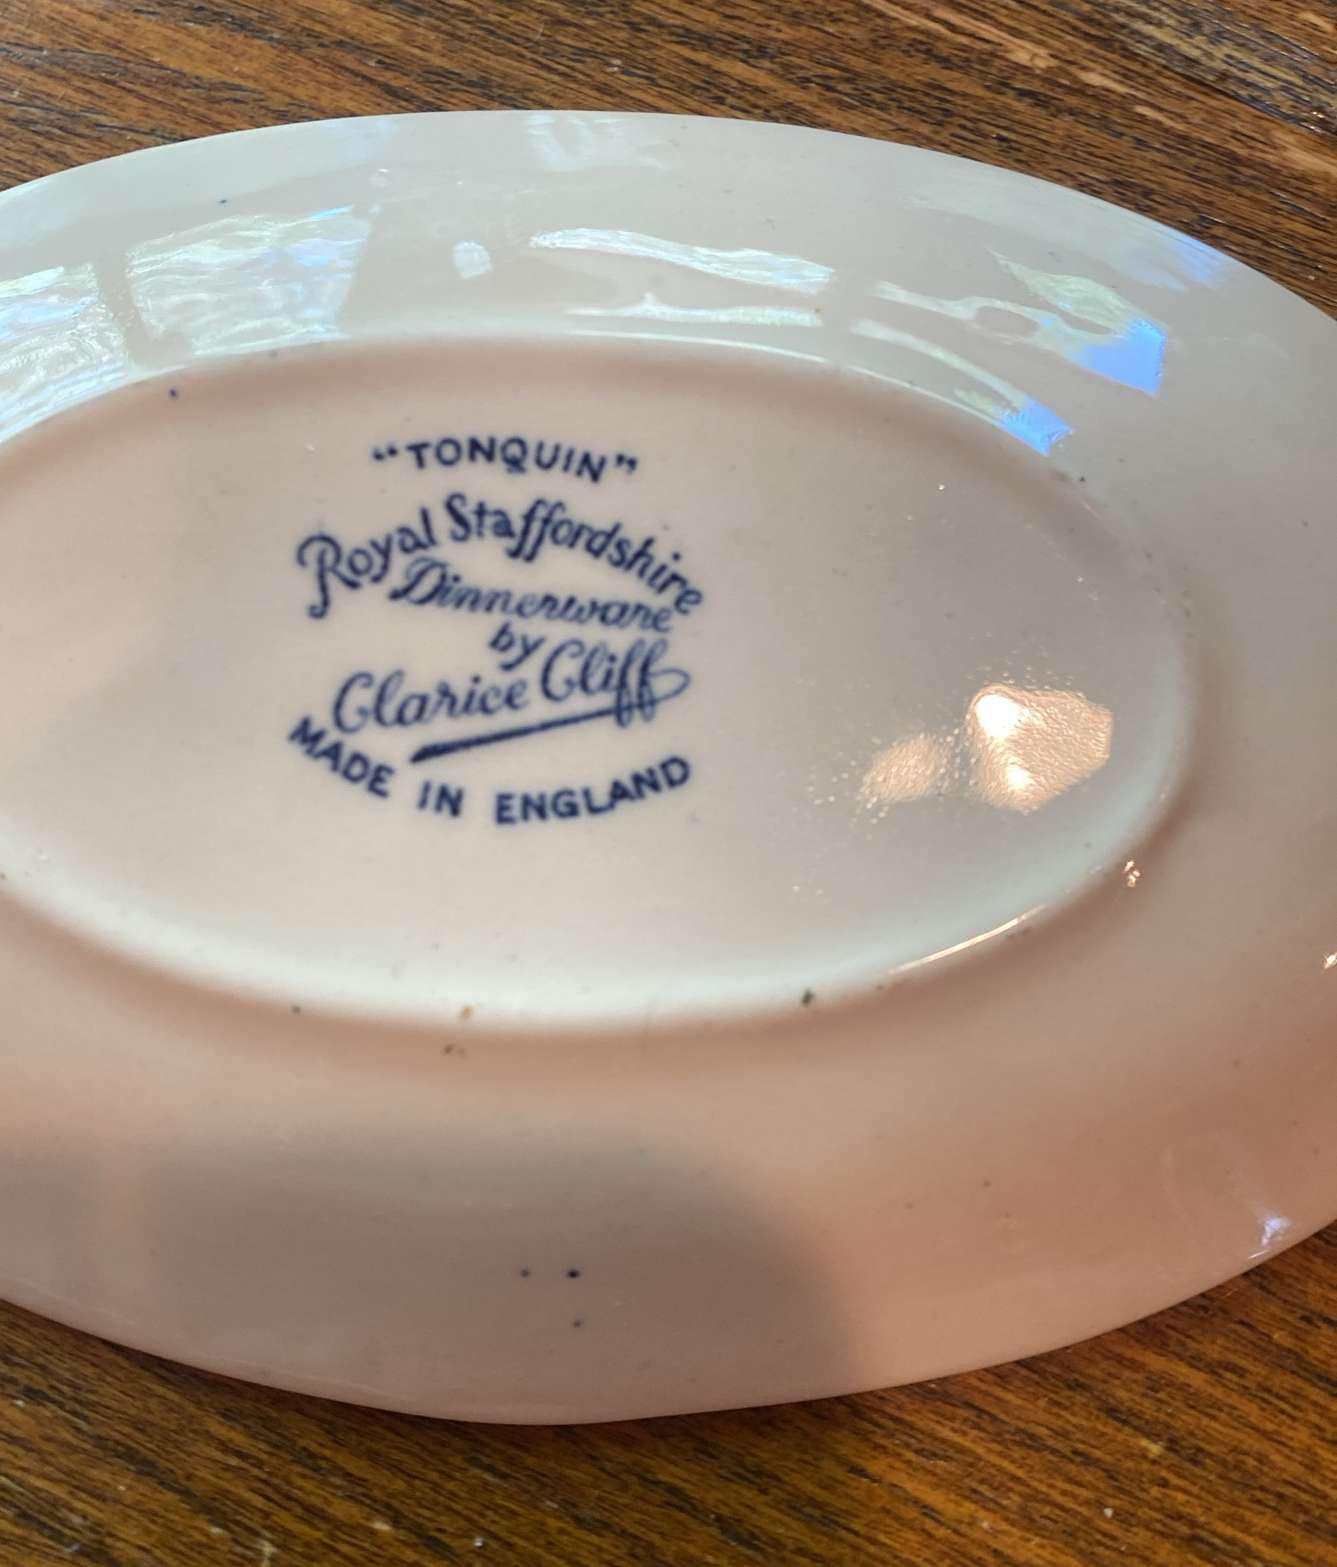 “TONQUIN”
Royal Staffordshire
Dinnerware
by
Clarice Cliff
MADE IN ENGLAND